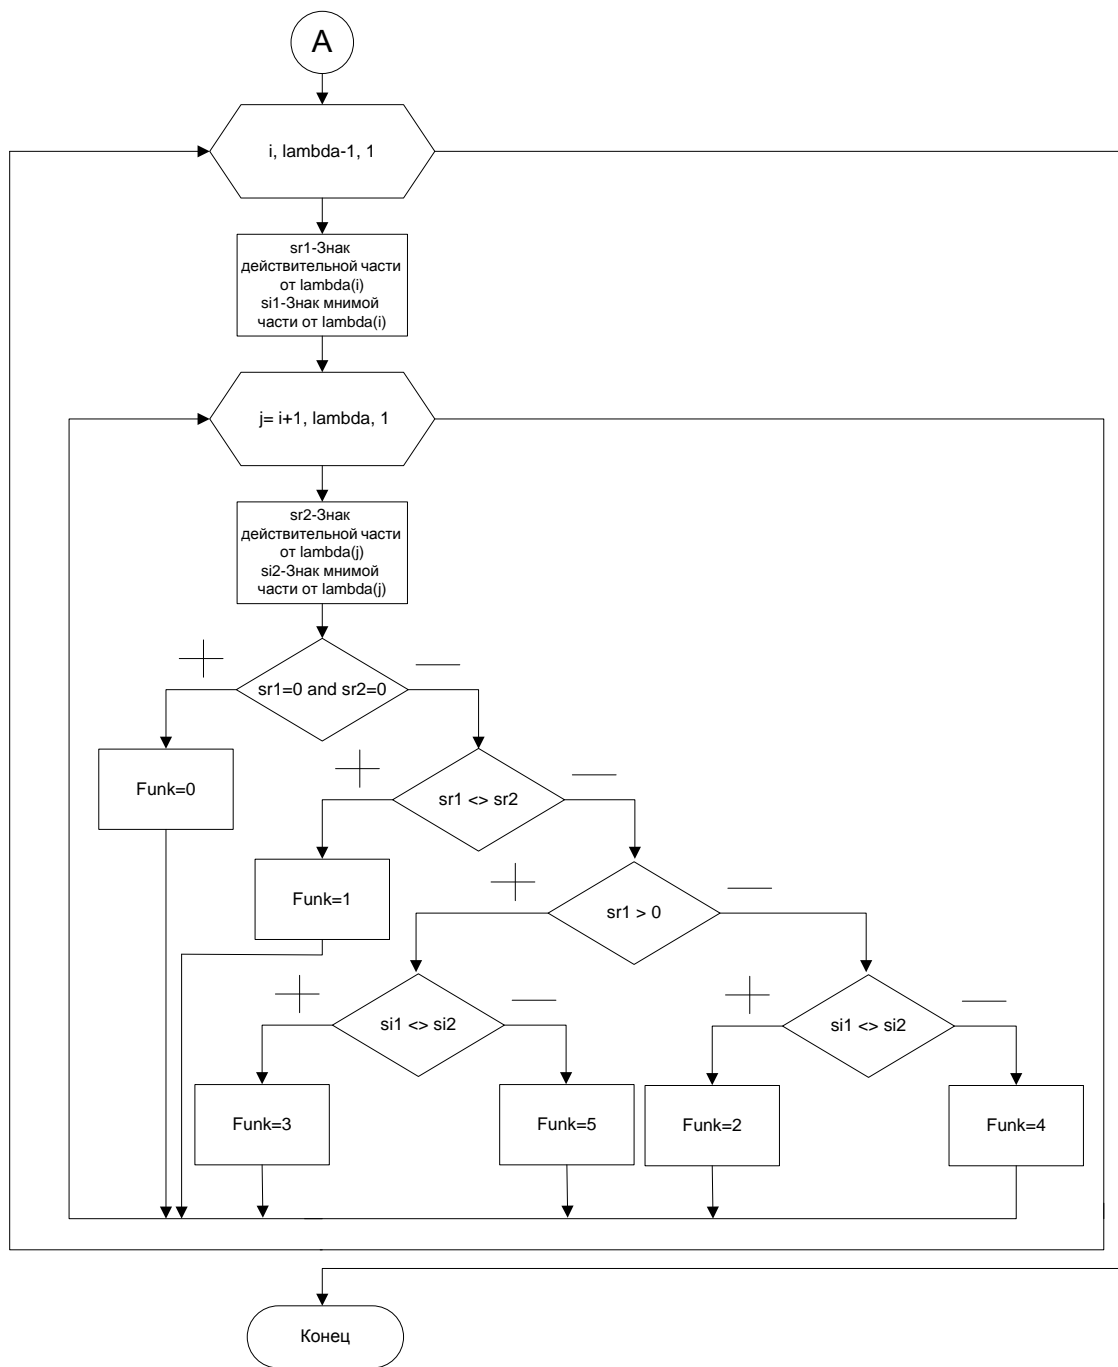 A
i, lambda-1, 1
sr1-Знак
действительной части
от lambda(i)
si1-Знак мнимой
части от lambda(i)
j= i+1, lambda, 1
sr2-Знак
действительной части
от lambda(j)
si2-Знак мнимой
части от lambda(j)
+ —
sr1=0 and sr2=0
Funk=0
+ —
sr1 <> sr2
Funk=1
+ —
sr1 > 0
+ —
si1 <> si2
+ —
si1 <> si2
Funk=3
Funk=5
Funk=2
Funk=4
Конец